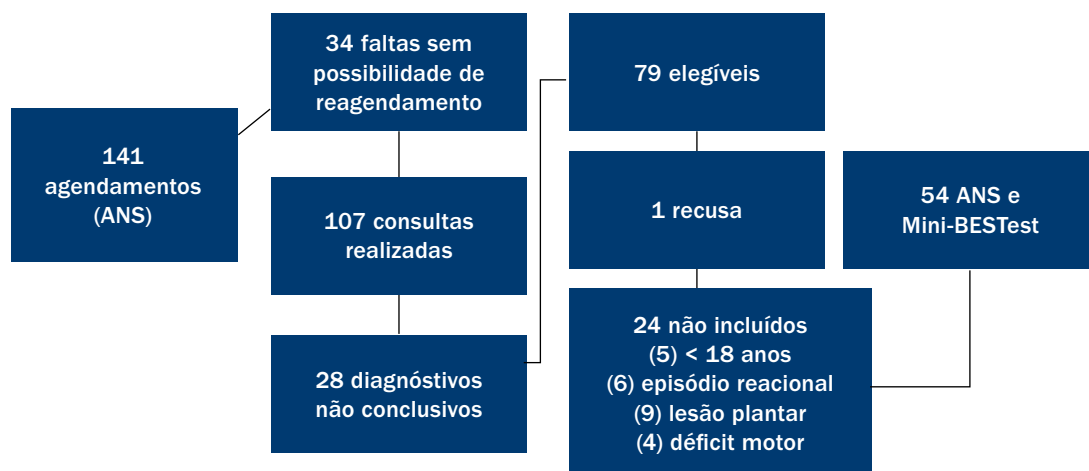 141
agendamentos
(ANS)
34 faltas sem
possibilidade de
reagendamento
107 consultas
realizadas
28 diagnóstivos
não conclusivos
79 elegíveis
1 recusa
24 não incluídos
(5) < 18 anos
(6) episódio reacional
(9) lesão plantar
(4) déficit motor
54 ANS e
Mini-BESTest